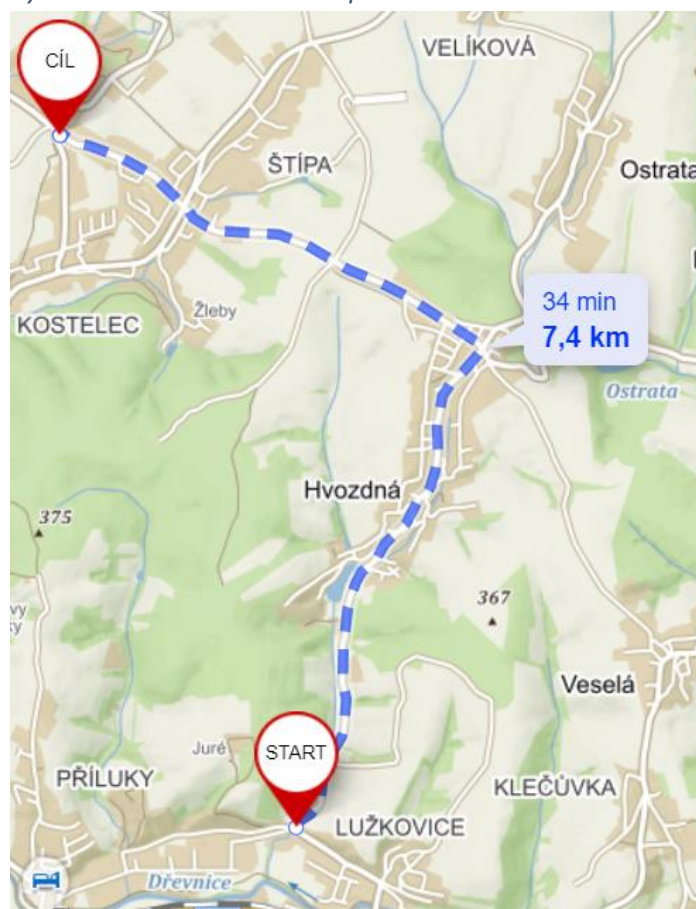 CÍL
VELÍKOVÁ
ŠTÍPA
Ostrata
34 min
7,4 km
Žleby
KOSTELEC
Ostrata
Hvozdná
375
367
Veselá
Juré
START
PŘÍLUKY
KLEČŮVKA
LUŽKOVICE
Dřevnice